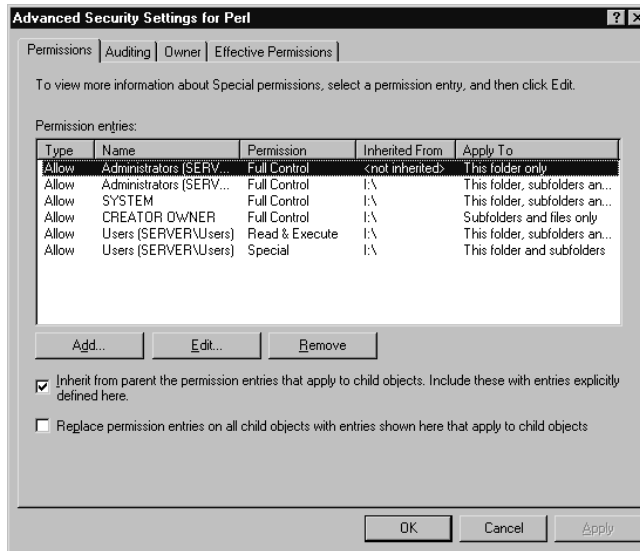 Advanced Security Settings for Perl
Permissions Auditing Owner Effective Permissions
To view more information about Special permissions, select a permission entry, and then click Edit.
Permission entries:
Type Name Permission Inherited From Apply To
Allow Administrators (SERV... Full Control <not inherited> This folder only
Allow Administrators (SERV... Full Control I:\ This folder, subfolders an...
Allow SYSTEM Full Control I:\ This folder, subfolders an...
Allow CREATOR OWNER Full Control I:\ Subfolders and files only
Allow Users (SERVER\Users) Read & Execute I:\ This folder, subfolders an...
Allow Users (SERVER\Users) Special I:\ This folder and subfolders
Add... Edit... Remove
Inherit from parent the permission entries that apply to child objects. Include these with entries explicitly
defined here.
Replace permission entries on all child objects with entries shown here that apply to child objects
OK Cancel Apply